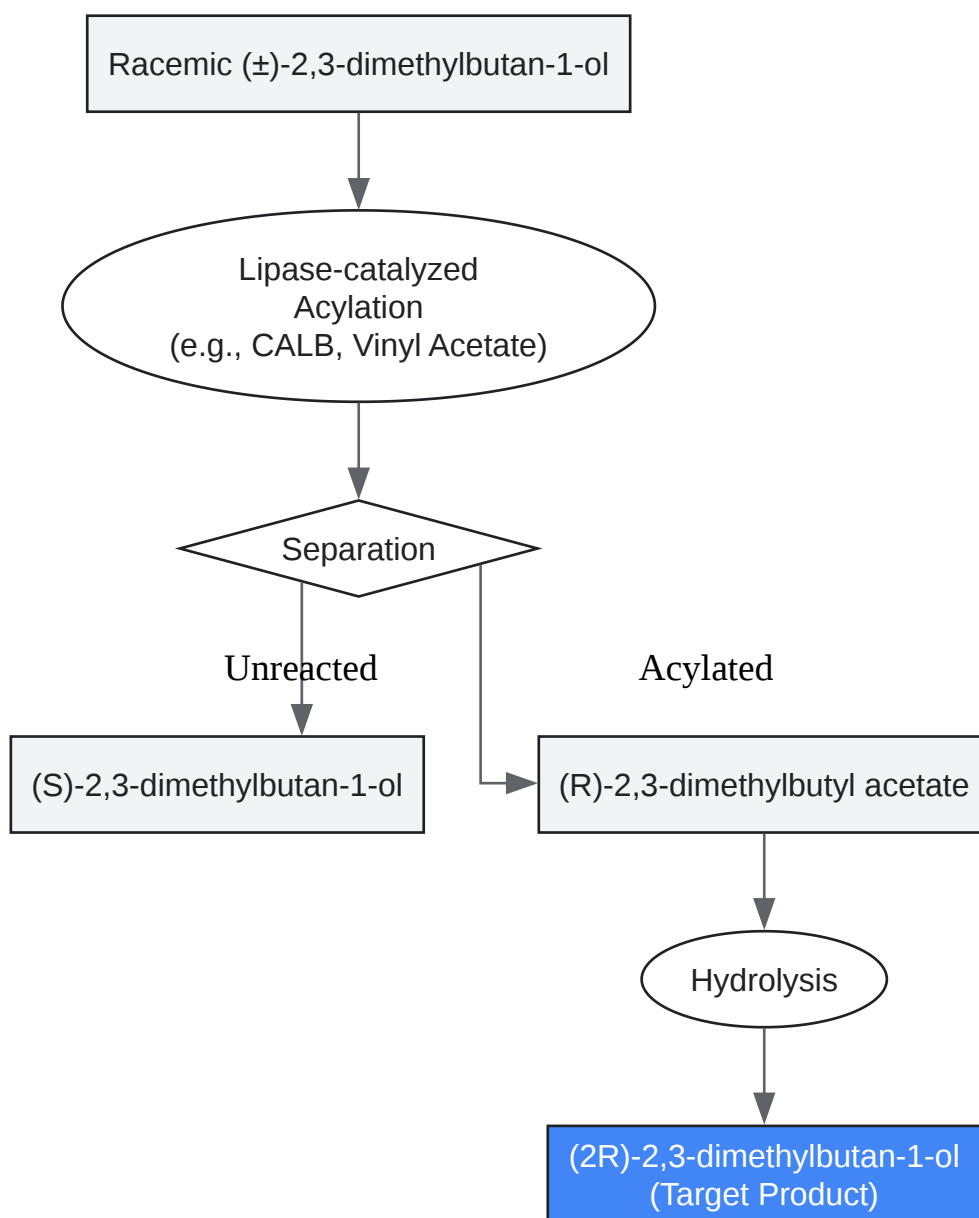 Racemic (±)-2,3-dimethylbutan-1-ol
Lipase-catalyzed
Acylation
(e.g., CALB, Vinyl Acetate)
Separation
Unreacted
Acylated
(S)-2,3-dimethylbutan-1-ol
(R)-2,3-dimethylbutyl acetate
Hydrolysis
(2R)-2,3-dimethylbutan-1-ol
(Target Product)